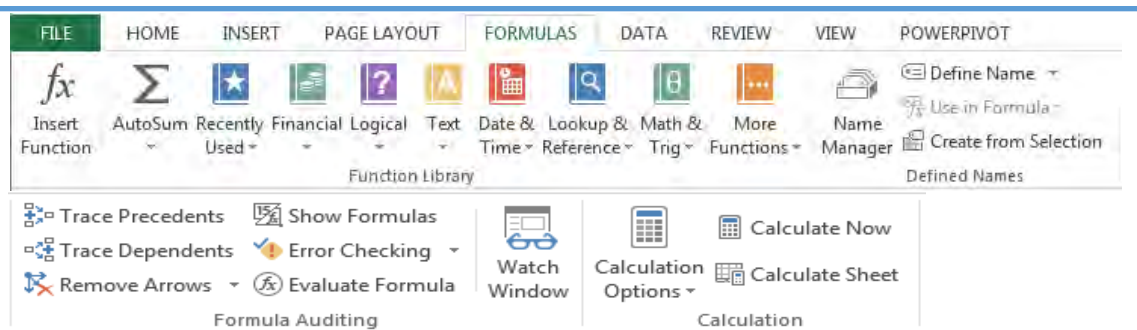 FILE HOME INSERT PAGE LAYOUT FORMULAS DATA REVIEW VIEW POWERPIVOT
fx
Insert Function
Σ
AutoSum
Recently Used
Financial
?
Logical
A
Text
Date & Time
Lookup & Reference
θ
Math & Trig
More Functions
Name Manager
Define Name
Use in Formula
Create from Selection
Function Library
Defined Names
Trace Precedents
Trace Dependents
Remove Arrows
Show Formulas
Error Checking
fx Evaluate Formula
Watch Window
Calculation Options
Calculate Now
Calculate Sheet
Formula Auditing
Calculation